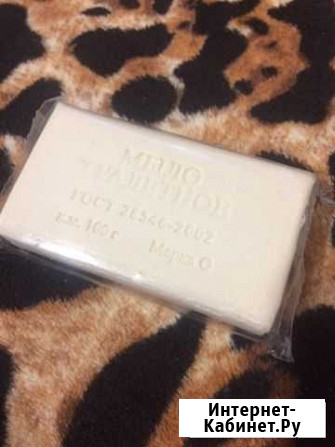 МЫЛО
ТУАЛЕТНОЕ
ГОСТ 28546-2002
н.м. 100 г Марка О
Интернет-
Кабинет.Ру